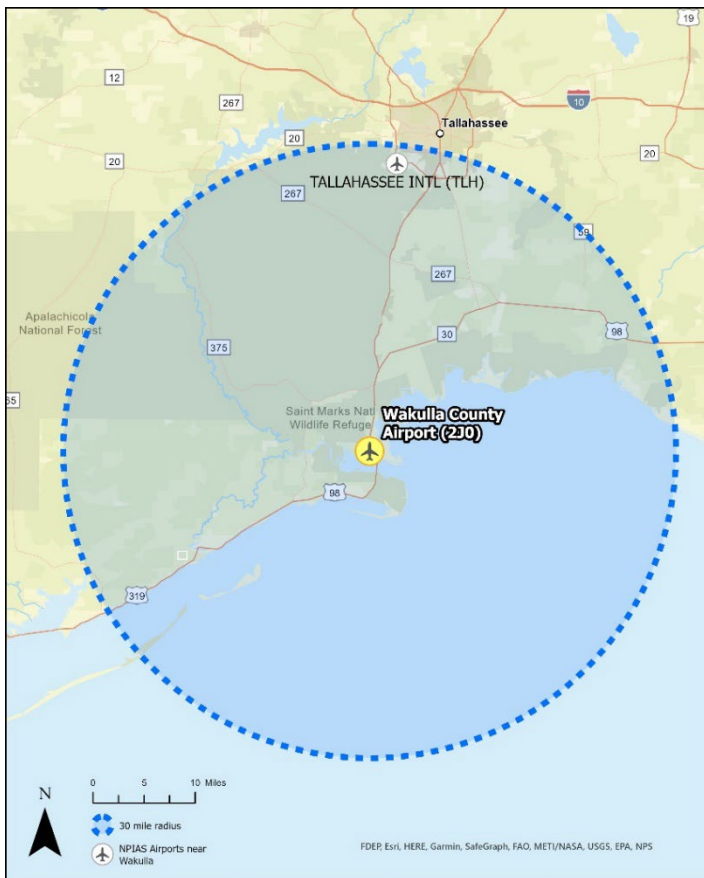 19
12
267
10
Tallahassee
20
20
20
TALLAHASSEE INTL (TLH)
267
59
267
Apalachicola
National Forest
98
30
375
65
Saint Marks Nat
Wildlife Refuge
Wakulla County
Airport (2J0)
98
319
N
0 5 10 Miles
30 mile radius
NPIAS Airports near
Wakulla
FDEP, Esri, HERE, Garmin, SafeGraph, FAO, METI/NASA, USGS, EPA, NPS